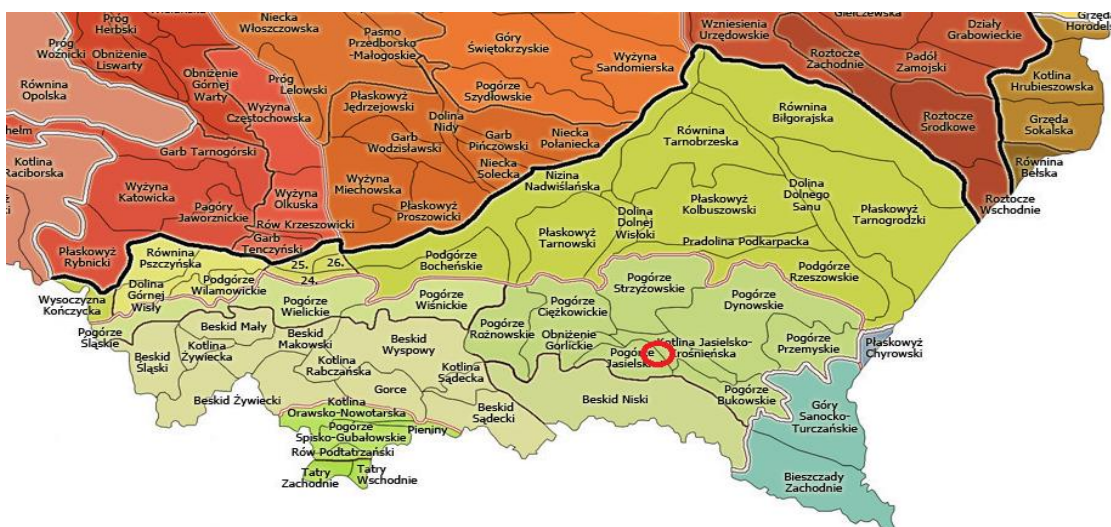 Próg
Herbski
Niecka
Włoszczowska
Pasmo
Przedborsko
-Małogoskie
Góry
Świętokrzyskie
Wyżyna
Sandomierska
Wzniesienia
Urzędowskie
Giełczewska
Działy
Grabowieckie
Grzęda
Horodels
Próg
Woźnicki
Obniżenie
Liswarty
Obniżenie
Górnej
Warty
Próg
Lelowski
Roztocze
Zachodnie
Padół
Zamojski
Kotlina
Hrubieszowska
Równina
Opolska
Wyżyna
Częstochowska
Płaskowyż
Jędrzejowski
Pogórze
Szydłowskie
Dolina
Nidy
Równina
Biłgorajska
Roztocze
Środkowe
Grzęda
Sokalska
helm
Garb Tarnogórski
Garb
Wodzisławski
Garb
Pińczowski
Niecka
Połaniecka
Równina
Tarnobrzeska
Kotlina
Raciborska
Niecka
Solecka
Równina
Bełska
Wyżyna
Katowicka
Wyżyna
Olkuska
Wyżyna
Miechowska
Nizina
Nadwiślańska
Dolina
Dolnego
Sanu
Pagóry
Jaworznickie
Płaskowyż
Proszowicki
Płaskowyż
Kolbuszowski
Płaskowyż
Tarnogrodzki
Roztocze
Wschodnie
Rów Krzeszowicki
Dolina
Dolnej
Wisłoki
Płaskowyż
Rybnicki
Garb
Tenczyński
Płaskowyż
Tarnowski
Pradolina Podkarpacka
Równina
Pszczyńska
25.
26.
24.
Podgórze
Bocheńskie
Podgórze
Rzeszowskie
Wysoczyzna
Kończycka
Dolina
Górnej
Wisły
Podgórze
Wilamowickie
Pogórze
Strzyżowskie
Pogórze
Śląskie
Pogórze
Wielickie
Pogórze
Wiśnickie
Pogórze
Ciężkowickie
Pogórze
Dynowskie
Beskid Mały
Beskid
Makowski
Beskid
Wyspowy
Pogórze
Rożnowskie
Obniżenie
Gorlickie
Kotlina Jasielsko-
Krośnieńska
Pogórze
Przemyskie
Płaskowyż
Chyrowski
Beskid
Śląski
Kotlina
Żywiecka
Kotlina
Rabczańska
Kotlina
Sądecka
Pogórze
Jasielskie
Gorce
Beskid Żywiecki
Beskid
Sądecki
Beskid Niski
Pogórze
Bukowskie
Góry
Sanocko-
Turczańskie
Kotlina
Orawsko-Nowotarska
Pogórze
Spisko-Gubałowskie
Pieniny
Rów Podtatrzański
Tatry
Zachodnie
Tatry
Wschodnie
Bieszczady
Zachodnie